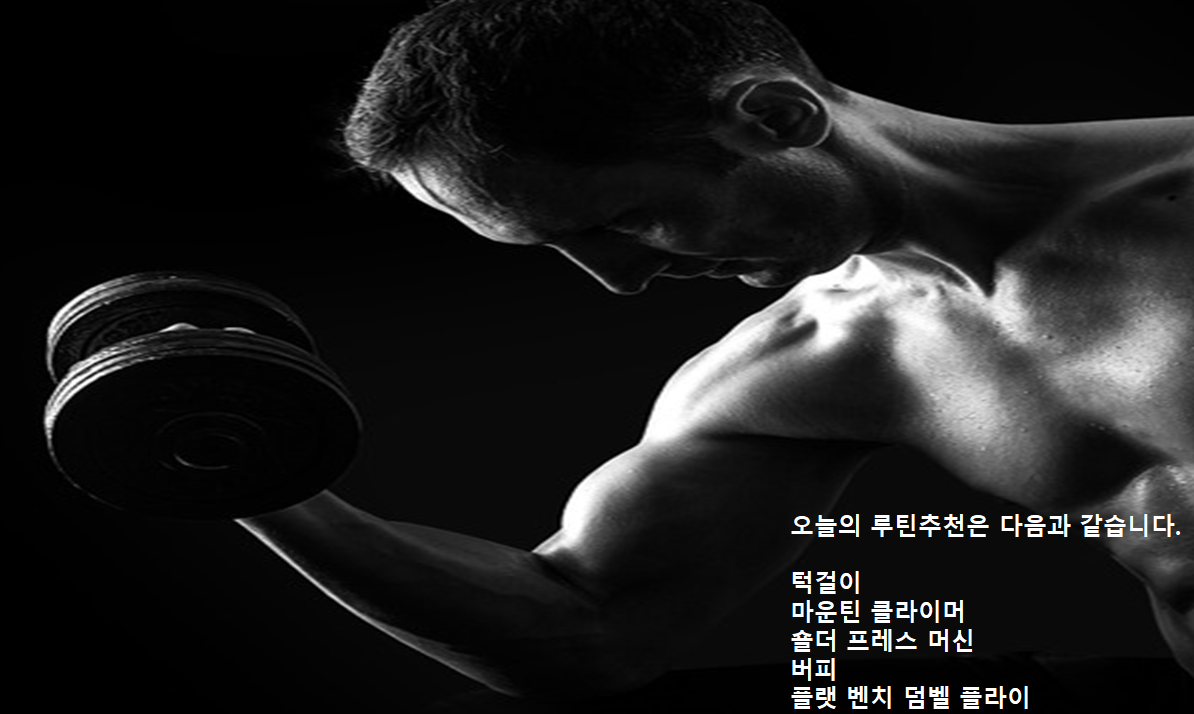 오늘의 루틴추천은 다음과 같습니다.
턱걸이
마운틴 클라이머
숄더 프레스 머신
버피
플랫 벤치 덤벨 플라이